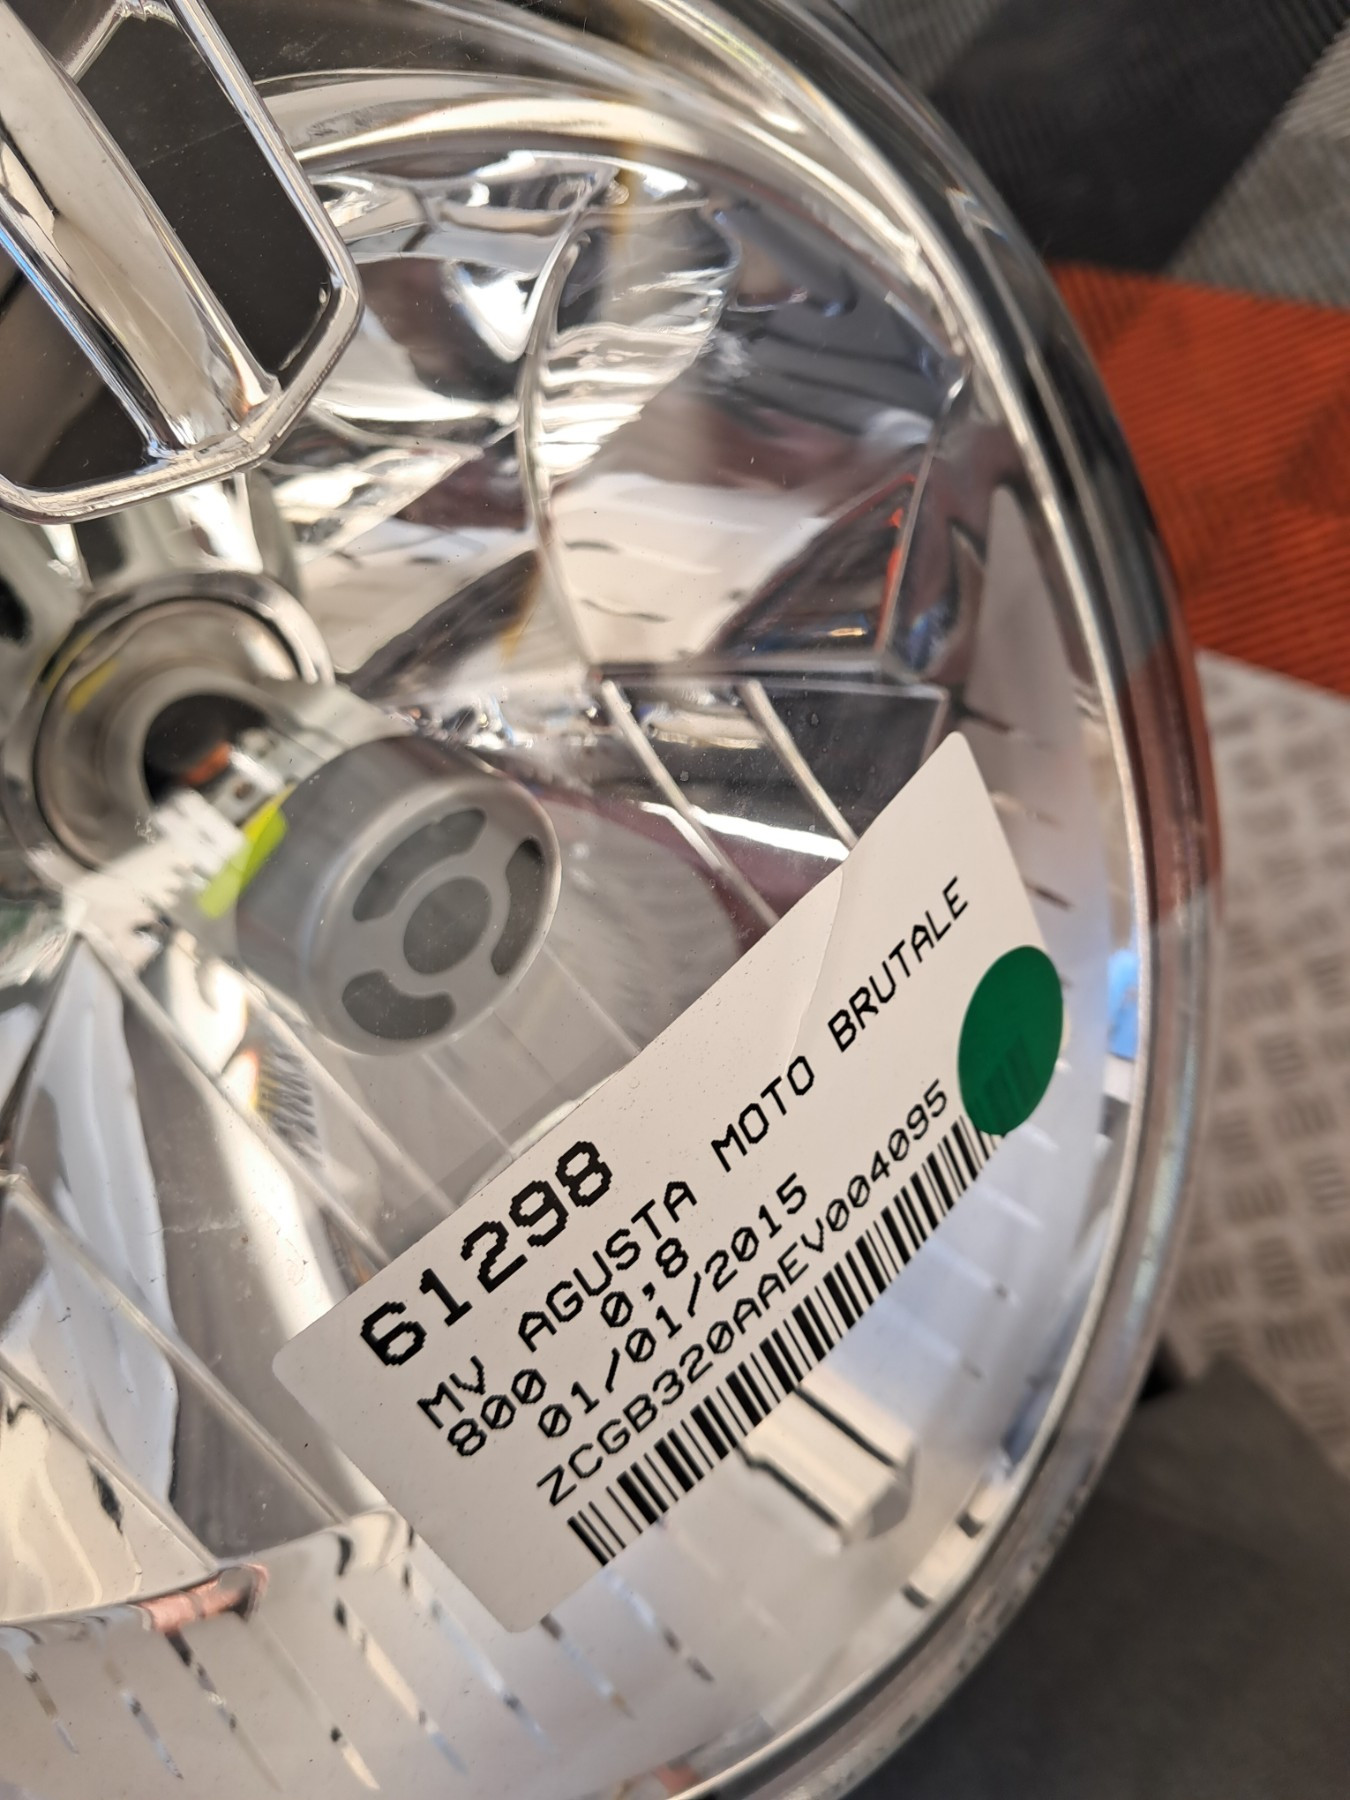 61298
MV AGUSTA MOTO BRUTALE
800 0,8
01/01/2015
ZCGB320AAEV004095